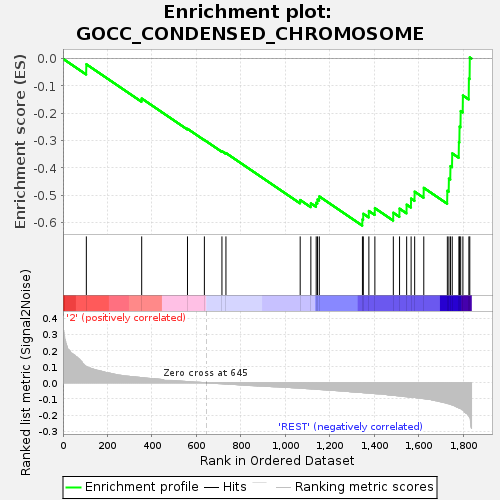 Enrichment plot:
GOCC_CONDENSED_CHROMOSOME
Enrichment score (ES)
0.0
-0.1
-0.2
-0.3
-0.4
-0.5
-0.6
'2' (positively correlated)
Ranked list metric (Signal2Noise)
0.4
0.3
0.2
0.1
0.0
-0.1
-0.2
-0.3
Zero cross at 645
'REST' (negatively correlated)
0 200 400 600 800 1,000 1,200 1,400 1,600 1,800
Rank in Ordered Dataset
Enrichment profile Hits Ranking metric scores